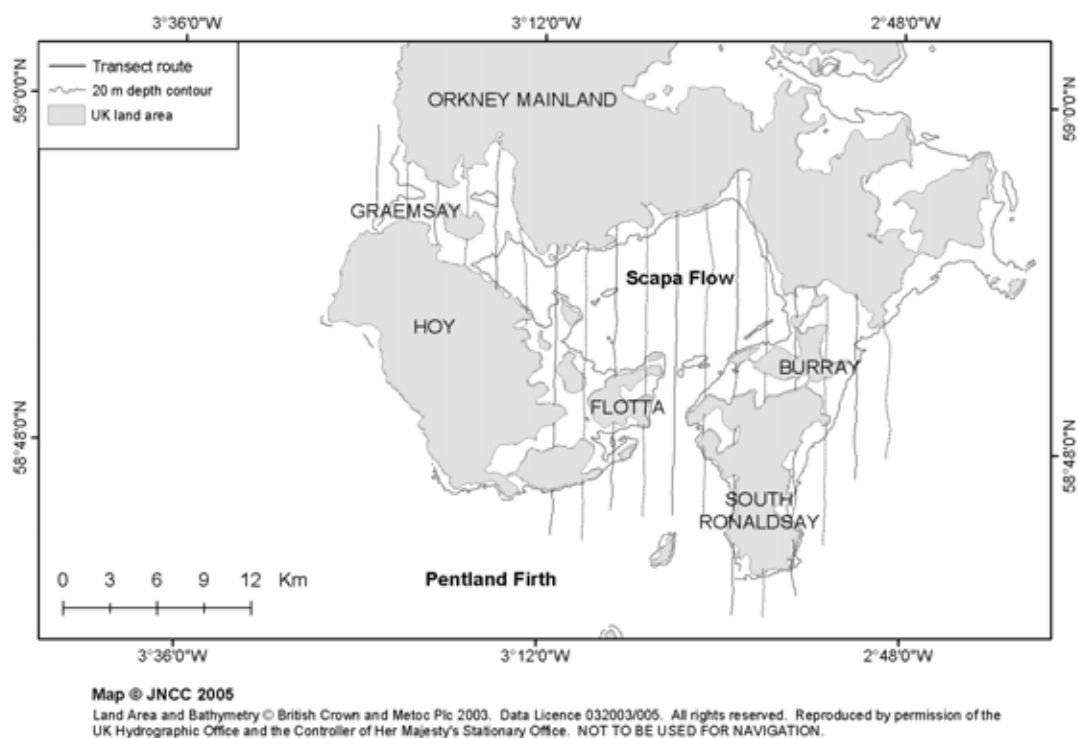 3°36'0"W 3°12'0"W 2°48'0"W
Transect route
20 m depth contour
UK land area
59°0'0"N
59°0'0"N
ORKNEY MAINLAND
GRAEMSAY
Scapa Flow
HOY
BURRAY
FLOTTA
58°48'0"N
58°48'0"N
SOUTH
RONALDSAY
Pentland Firth
0 3 6 9 12 Km
3°36'0"W 3°12'0"W 2°48'0"W
Map © JNCC 2005
Land Area and Bathymetry © British Crown and Metoc Plc 2003. Data Licence 032003/005. All rights reserved. Reproduced by permission of the
UK Hydrographic Office and the Controller of Her Majesty's Stationary Office. NOT TO BE USED FOR NAVIGATION.